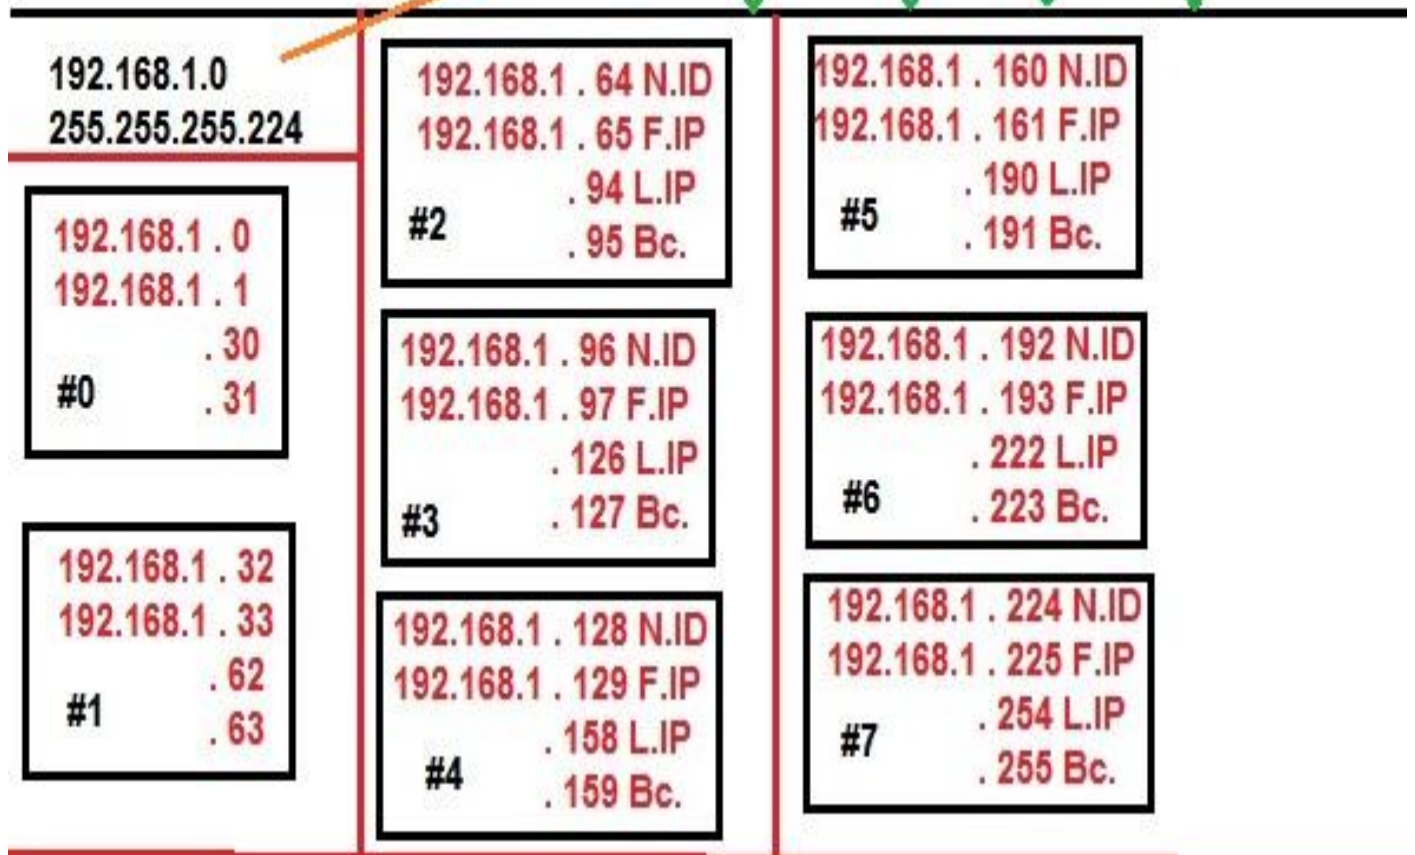 192.168.1.0
255.255.255.224
192.168.1 . 0
192.168.1 . 1
. 30
#0 . 31
192.168.1 . 32
192.168.1 . 33
. 62
#1 . 63
192.168.1 . 64 N.ID
192.168.1 . 65 F.IP
. 94 L.IP
#2 . 95 Bc.
192.168.1 . 96 N.ID
192.168.1 . 97 F.IP
. 126 L.IP
#3 . 127 Bc.
192.168.1 . 128 N.ID
192.168.1 . 129 F.IP
. 158 L.IP
#4 . 159 Bc.
192.168.1 . 160 N.ID
192.168.1 . 161 F.IP
. 190 L.IP
#5 . 191 Bc.
192.168.1 . 192 N.ID
192.168.1 . 193 F.IP
. 222 L.IP
#6 . 223 Bc.
192.168.1 . 224 N.ID
192.168.1 . 225 F.IP
. 254 L.IP
#7 . 255 Bc.